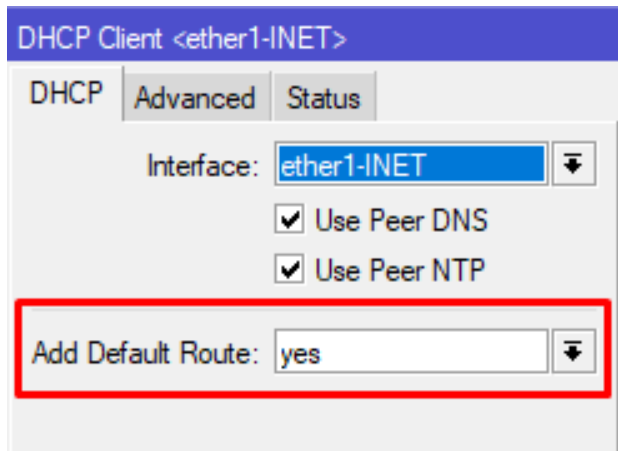 DHCP Client <ether1-INET>
DHCP Advanced Status
Interface: ether1-INET
Use Peer DNS
Use Peer NTP
Add Default Route: yes